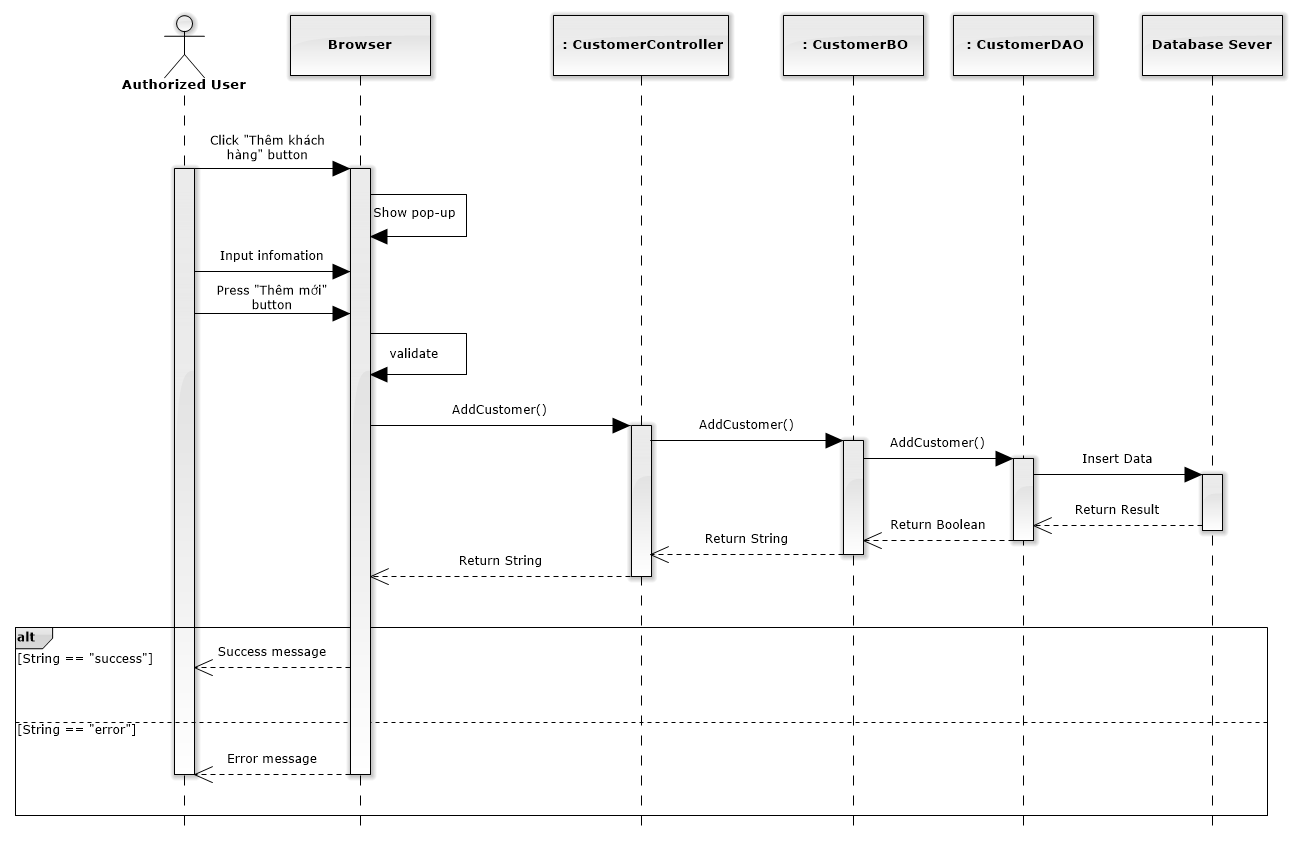 Authorized User
Browser
: CustomerController
: CustomerBO
: CustomerDAO
Database Sever
Click "Thêm khách
hàng" button
Show pop-up
Input infomation
Press "Thêm mới"
button
validate
AddCustomer()
AddCustomer()
AddCustomer()
Insert Data
Return Result
Return Boolean
Return String
Return String
alt
[String == "success"]
Success message
[String == "error"]
Error message